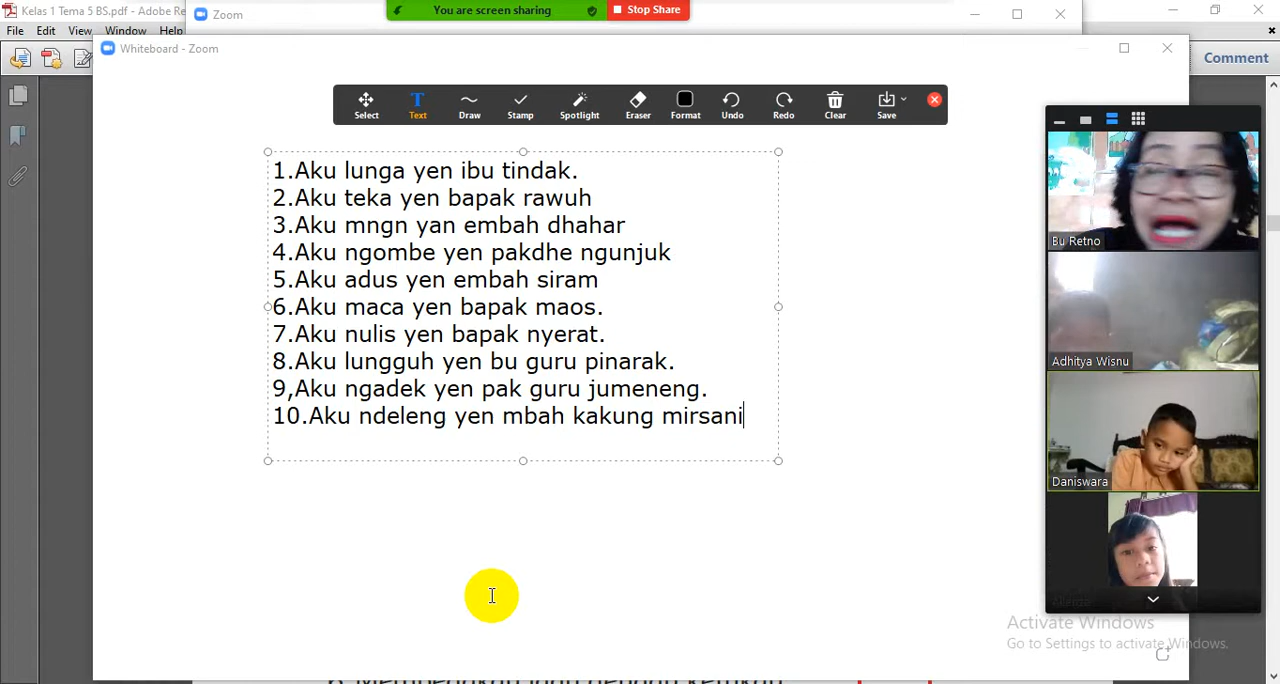 Kelas 1 Tema 5 BS.pdf - Adobe Re
Zoom
You are screen sharing
Stop Share
File Edit View Window Help
Whiteboard - Zoom
Comment
Select Text Draw Stamp Spotlight Eraser Format Undo Redo Clear Save
1.Aku lunga yen ibu tindak.
2.Aku teka yen bapak rawuh
3.Aku mngn yan embah dhahar
4.Aku ngombe yen pakdhe ngunjuk
5.Aku adus yen embah siram
6.Aku maca yen bapak maos.
7.Aku nulis yen bapak nyerat.
8.Aku lungguh yen bu guru pinarak.
9,Aku ngadek yen pak guru jumeneng.
10.Aku ndeleng yen mbah kakung mirsani
Bu Retno
Adhitya Wisnu
Daniswara
Activate Windows
Go to Settings to activate Windows.